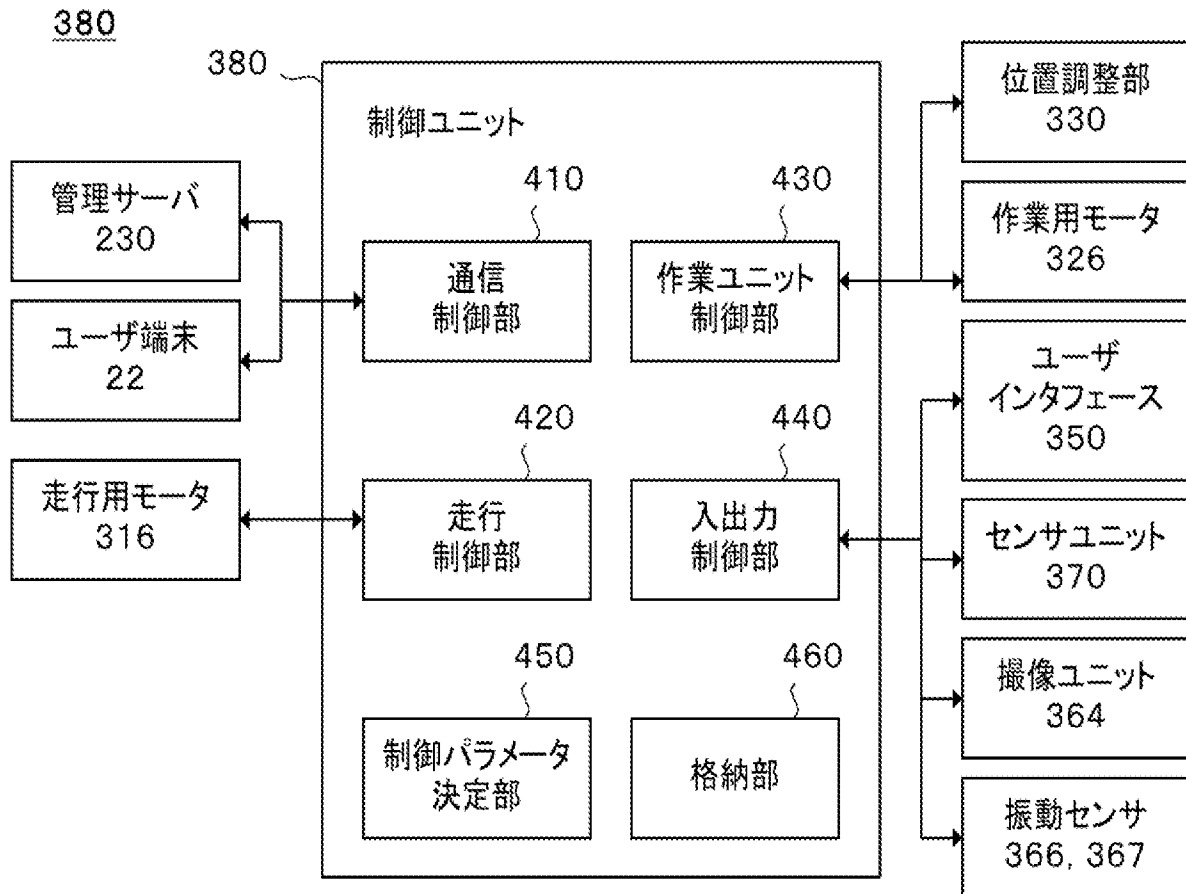 380
380
制御ユニット
管理サーバ
230
ユーザ端末
22
走行用モータ
316
410
通信
制御部
430
作業ユニット
制御部
420
走行
制御部
440
入出力
制御部
450
制御パラメータ
決定部
460
格納部
位置調整部
330
作業用モータ
326
ユーザ
インタフェース
350
センサユニット
370
撮像ユニット
364
振動センサ
366, 367